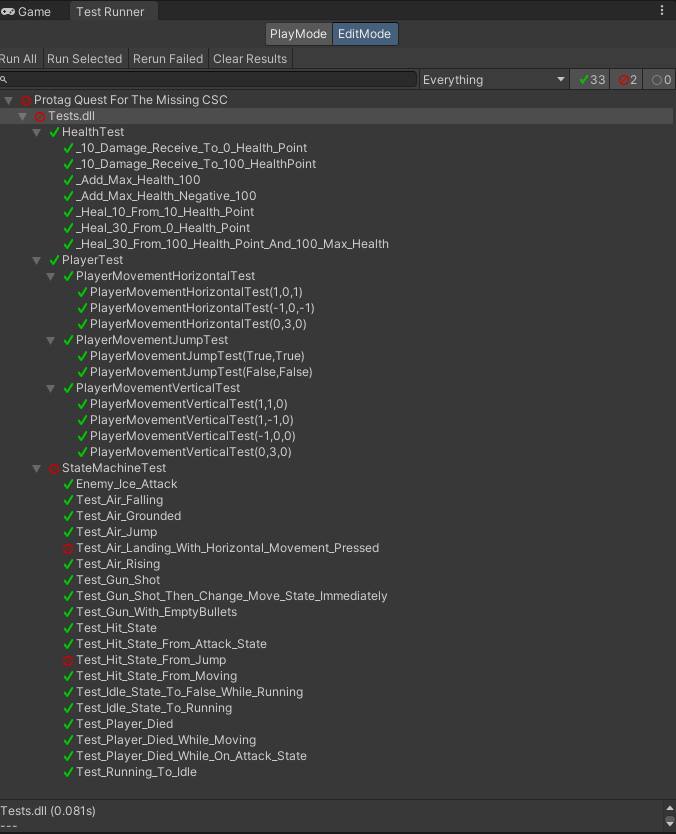 Game Test Runner
PlayMode EditMode
Run All Run Selected Rerun Failed Clear Results
Everything 33 2 0
Protag Quest For The Missing CSC
Tests.dll
HealthTest
_10_Damage_Receive_To_0_Health_Point
_10_Damage_Receive_To_100_HealthPoint
_Add_Max_Health_100
_Add_Max_Health_Negative_100
_Heal_10_From_10_Health_Point
_Heal_30_From_0_Health_Point
_Heal_30_From_100_Health_Point_And_100_Max_Health
PlayerTest
PlayerMovementHorizontalTest
PlayerMovementHorizontalTest(1,0,1)
PlayerMovementHorizontalTest(-1,0,-1)
PlayerMovementHorizontalTest(0,3,0)
PlayerMovementJumpTest
PlayerMovementJumpTest(True,True)
PlayerMovementJumpTest(False,False)
PlayerMovementVerticalTest
PlayerMovementVerticalTest(1,1,0)
PlayerMovementVerticalTest(1,-1,0)
PlayerMovementVerticalTest(-1,0,0)
PlayerMovementVerticalTest(0,3,0)
StateMachineTest
Enemy_Ice_Attack
Test_Air_Falling
Test_Air_Grounded
Test_Air_Jump
Test_Air_Landing_With_Horizontal_Movement_Pressed
Test_Air_Rising
Test_Gun_Shot
Test_Gun_Shot_Then_Change_Move_State_Immediately
Test_Gun_With_EmptyBullets
Test_Hit_State
Test_Hit_State_From_Attack_State
Test_Hit_State_From_Jump
Test_Hit_State_From_Moving
Test_Idle_State_To_False_While_Running
Test_Idle_State_To_Running
Test_Player_Died
Test_Player_Died_While_Moving
Test_Player_Died_While_On_Attack_State
Test_Running_To_Idle
Tests.dll (0.081s)
---